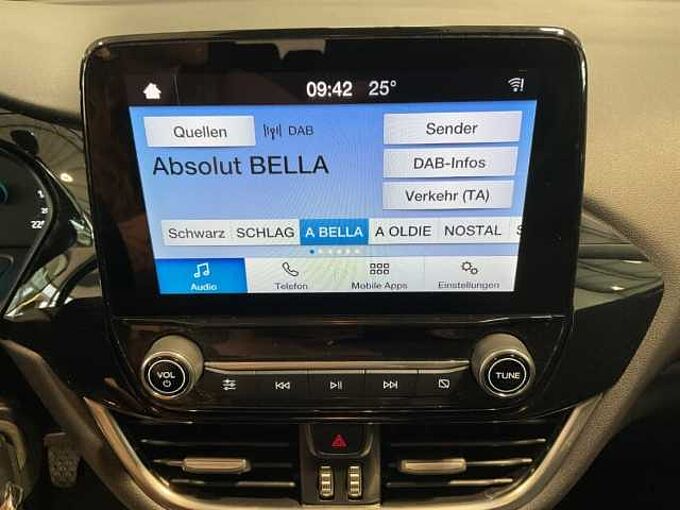 09:42 25°
Quellen DAB Sender
Absolut BELLA
DAB-Infos
Verkehr (TA)
Schwarz SCHLAG A BELLA A OLDIE NOSTAL S
Audio Telefon Mobile Apps Einstellungen
VOL TUNE